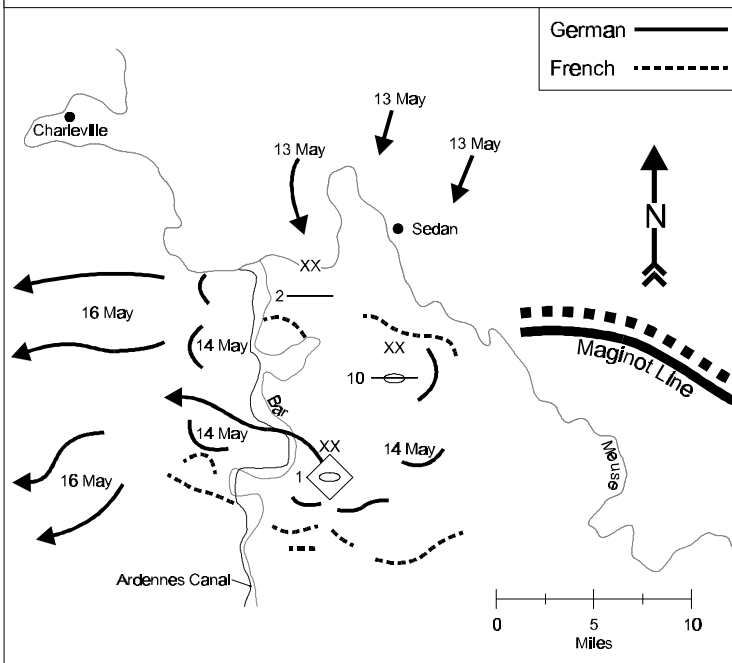 German
French
13 May
Charleville
13 May
13 May
N
Sedan
XX
2
16 May
14 May
XX
Maginot Line
10
Bar
14 May
XX
14 May
Meuse
16 May
1
Ardennes Canal
0 5 10
Miles